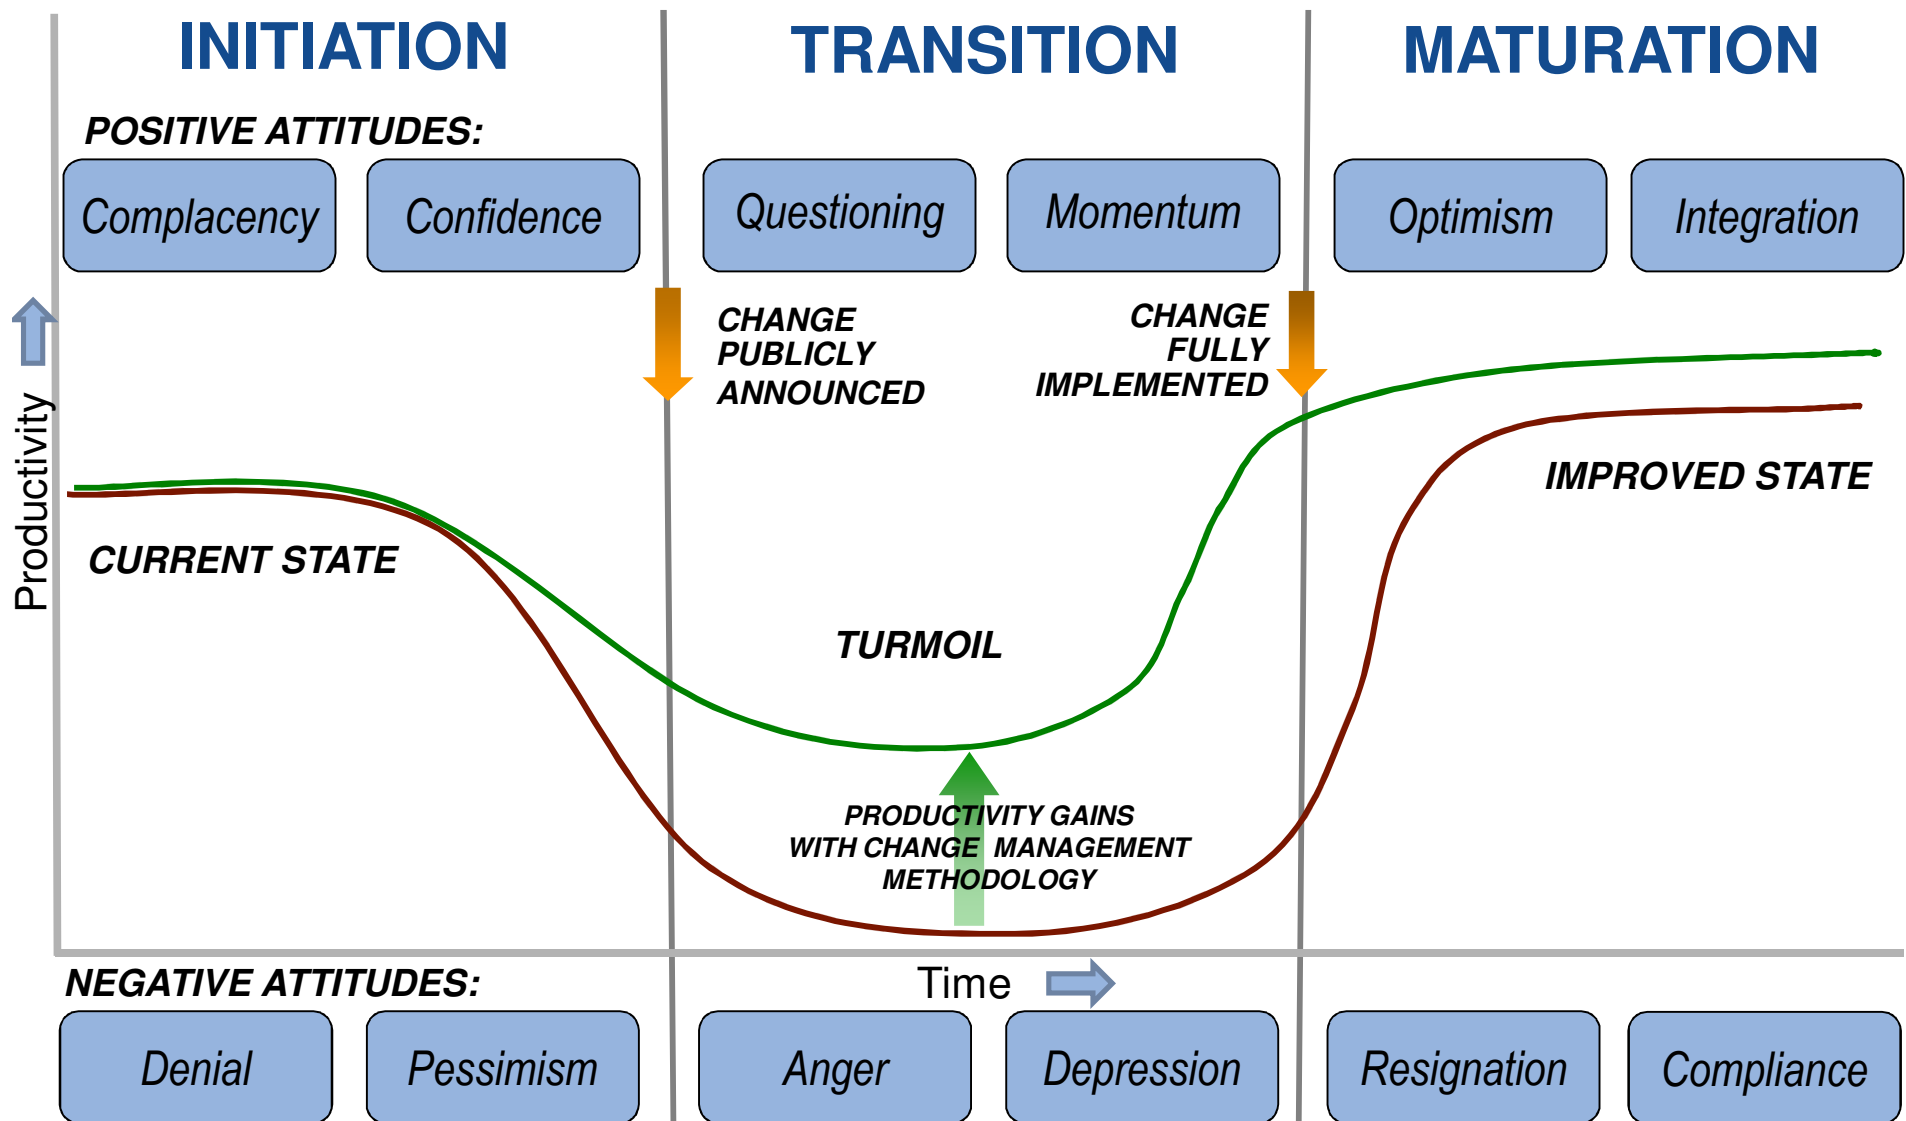 INITIATION
TRANSITION
MATURATION
POSITIVE ATTITUDES:
Complacency
Confidence
Questioning
Momentum
Optimism
Integration
CHANGE
PUBLICLY
ANNOUNCED
CHANGE
FULLY
IMPLEMENTED
Productivity
CURRENT STATE
IMPROVED STATE
TURMOIL
PRODUCTIVITY GAINS
WITH CHANGE MANAGEMENT
METHODOLOGY
NEGATIVE ATTITUDES:
Time
Denial
Pessimism
Anger
Depression
Resignation
Compliance